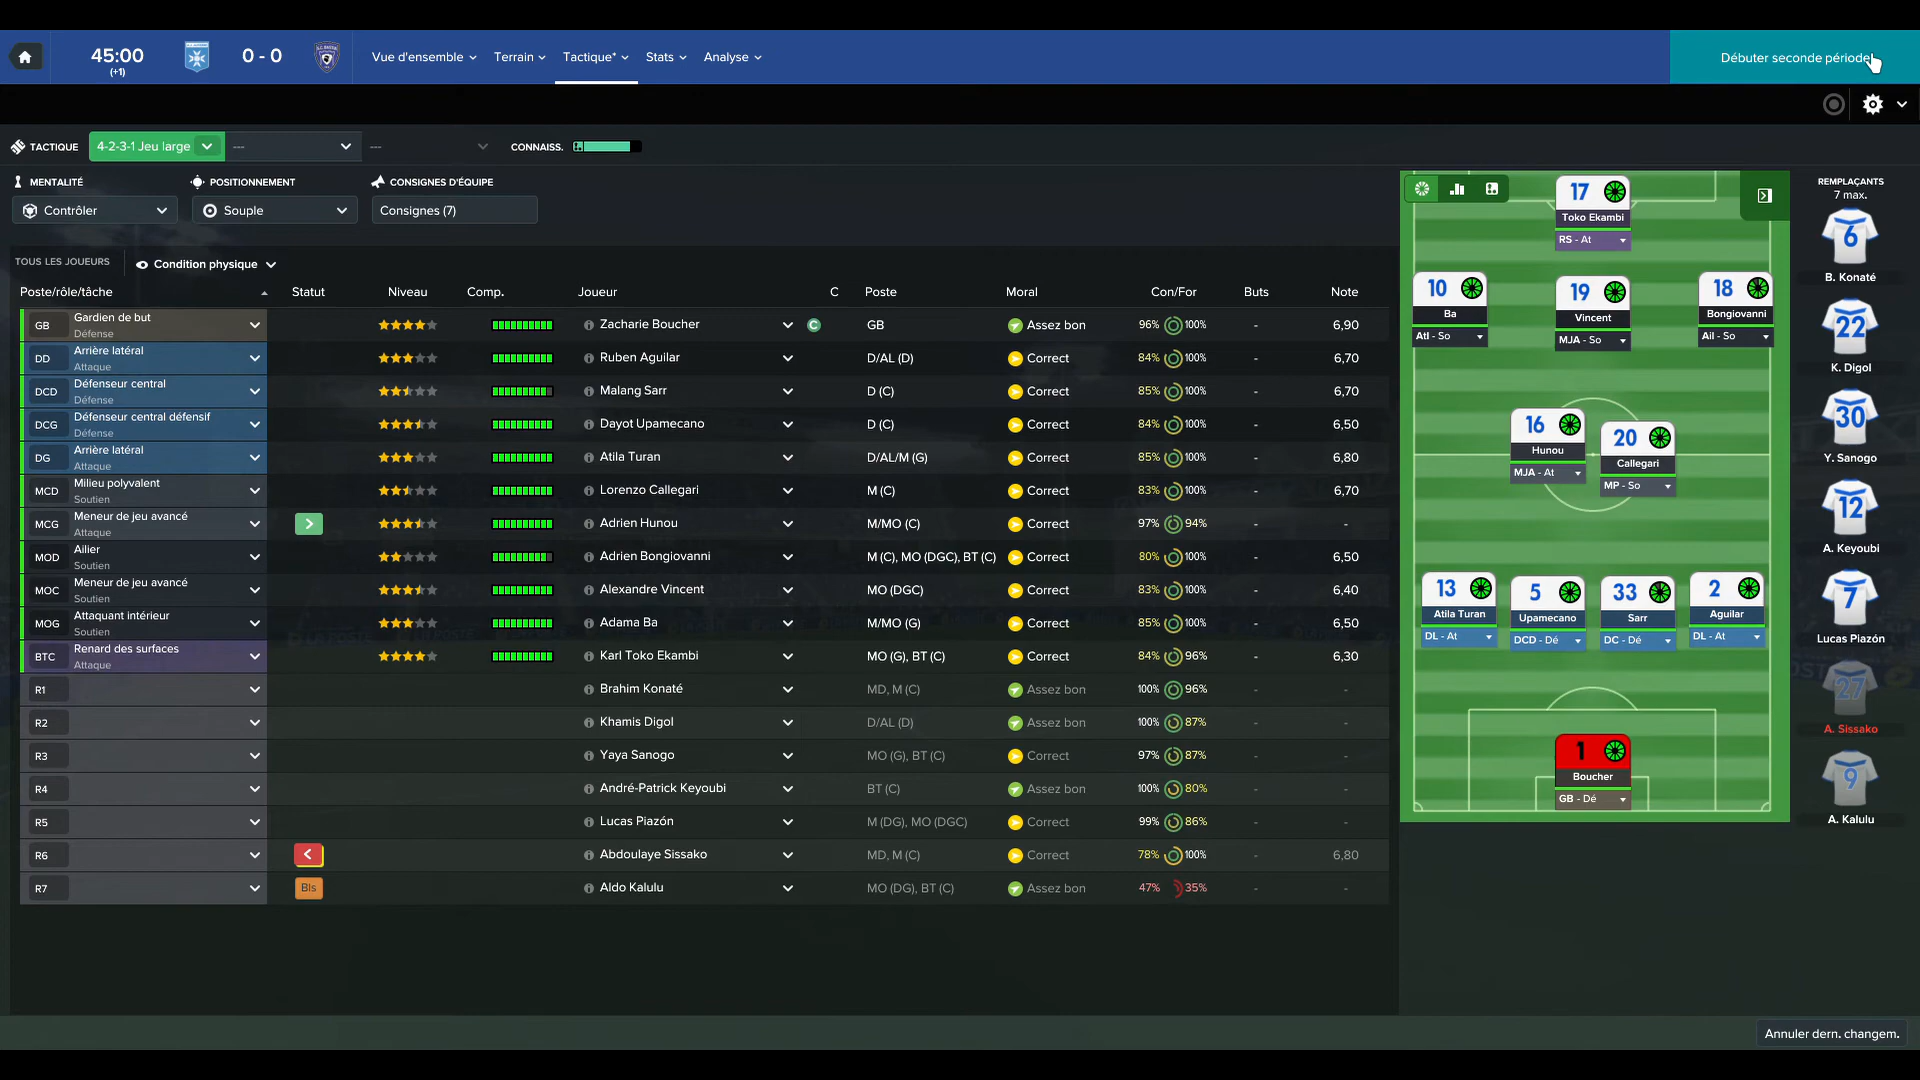 45:00
(+1)
0 - 0
Vue d'ensemble
Terrain
Tactique*
Stats
Analyse
Débuter seconde période
TACTIQUE
4-2-3-1 Jeu large
---
---
CONNAISS.
MENTALITÉ
POSITIONNEMENT
CONSIGNES D'ÉQUIPE
Contrôler
Souple
Consignes (7)
TOUS LES JOUEURS
Condition physique
Poste/rôle/tâche Statut Niveau Comp. Joueur C Poste Moral Con/For Buts Note
GB Gardien de but Défense Zacharie Boucher C GB Assez bon 96% 100% - 6,90
DD Arrière latéral Attaque Ruben Aguilar D/AL (D) Correct 84% 100% - 6,70
DCD Défenseur central Défense Malang Sarr D (C) Correct 85% 100% - 6,70
DCG Défenseur central défensif Défense Dayot Upamecano D (C) Correct 84% 100% - 6,50
DG Arrière latéral Attaque Atila Turan D/AL/M (G) Correct 85% 100% - 6,80
MCD Milieu polyvalent Soutien Lorenzo Callegari M (C) Correct 83% 100% - 6,70
MCG Meneur de jeu avancé Attaque Adrien Hunou M/MO (C) Correct 97% 94% - -
MOD Ailier Soutien Adrien Bongiovanni M (C), MO (DGC), BT (C) Correct 80% 100% - 6,50
MOC Meneur de jeu avancé Soutien Alexandre Vincent MO (DGC) Correct 83% 100% - 6,40
MOG Attaquant intérieur Soutien Adama Ba M/MO (G) Correct 85% 100% - 6,50
BTC Renard des surfaces Attaque Karl Toko Ekambi MO (G), BT (C) Correct 84% 96% - 6,30
R1 Brahim Konaté MD, M (C) Assez bon 100% 96% - -
R2 Khamis Digol D/AL (D) Assez bon 100% 87% - -
R3 Yaya Sanogo MO (G), BT (C) Correct 97% 87% - -
R4 André-Patrick Keyoubi BT (C) Assez bon 100% 80% - -
R5 Lucas Piazón M (DG), MO (DGC) Correct 99% 86% - -
R6 Abdoulaye Sissako MD, M (C) Correct 78% 100% - 6,80
R7 Bls Aldo Kalulu MO (DG), BT (C) Assez bon 47% 35% - -
17
Toko Ekambi
RS - At
10
Ba
AtI - So
19
Vincent
MJA - So
18
Bongiovanni
Ail - So
16
Hunou
MJA - At
20
Callegari
MP - So
13
Atila Turan
DL - At
5
Upamecano
DCD - Dé
33
Sarr
DC - Dé
2
Aguilar
DL - At
1
Boucher
GB - Dé
REMPLAÇANTS
7 max.
6
B. Konaté
22
K. Digol
30
Y. Sanogo
12
A. Keyoubi
7
Lucas Piazón
27
A. Sissako
9
A. Kalulu
Annuler dern. changem.